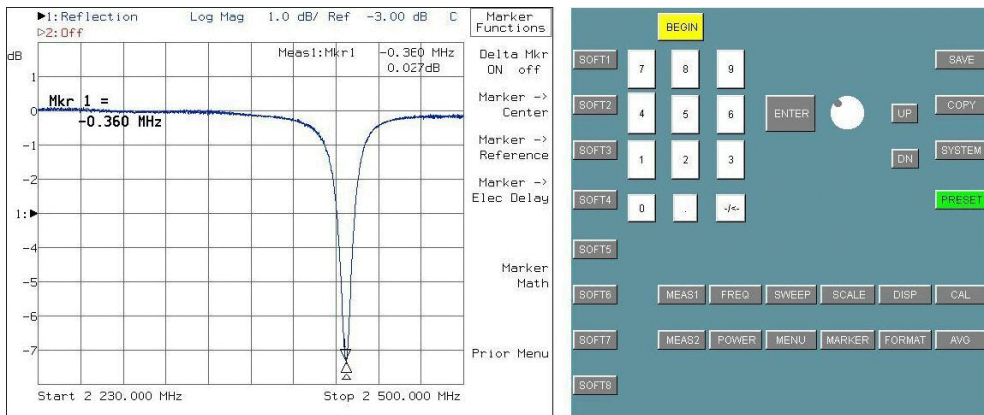 ▶1:Reflection Log Mag 1.0 dB/ Ref -3.00 dB C
▷2:Off
dB
Meas1:Mkr1 -0.360 MHz
0.027dB
1
Mkr 1 =
-0.360 MHz
0
-1
-2
1:▶
-4
-5
-6
-7
Start 2 230.000 MHz Stop 2 500.000 MHz
Marker
Functions
Delta Mkr
ON off
Marker ->
Center
Marker ->
Reference
Marker ->
Elec Delay
Marker
Math
Prior Menu
BEGIN
SOFT1 7 8 9 SAVE
SOFT2 4 5 6 ENTER UP COPY
SOFT3 1 2 3 DN SYSTEM
SOFT4 0 . -/<- PRESET
SOFT5
SOFT6 MEAS1 FREQ SWEEP SCALE DISP CAL
SOFT7 MEAS2 POWER MENU MARKER FORMAT AVG
SOFT8